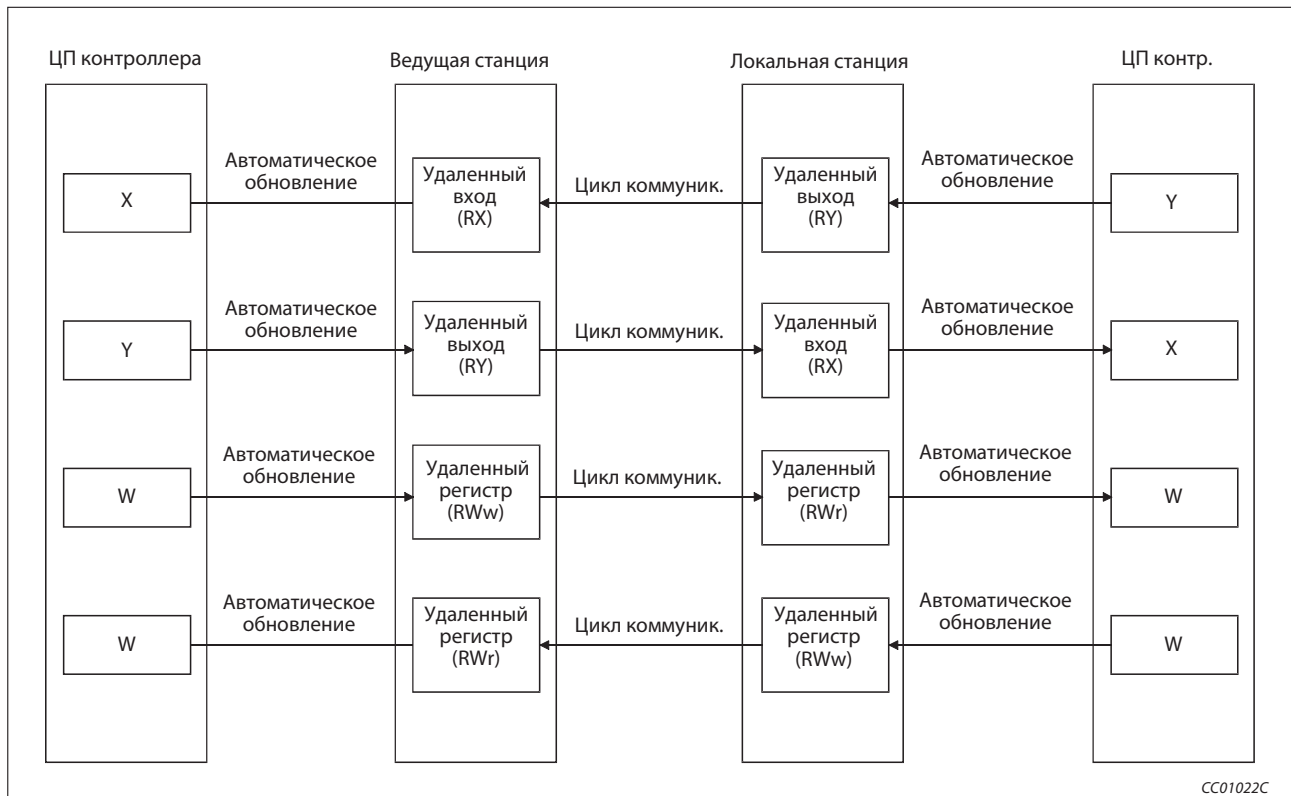 ЦП контроллера
Ведущая станция
Локальная станция
ЦП контр.
X
Автоматическое
обновление
Удаленный
вход
(RX)
Цикл коммуник.
Удаленный
выход
(RY)
Автоматическое
обновление
Y
Y
Автоматическое
обновление
Удаленный
выход
(RY)
Цикл коммуник.
Удаленный
вход
(RX)
Автоматическое
обновление
X
W
Автоматическое
обновление
Удаленный
регистр
(RWw)
Цикл коммуник.
Удаленный
регистр
(RWr)
Автоматическое
обновление
W
W
Автоматическое
обновление
Удаленный
регистр
(RWr)
Цикл коммуник.
Удаленный
регистр
(RWw)
Автоматическое
обновление
W
CC01022C